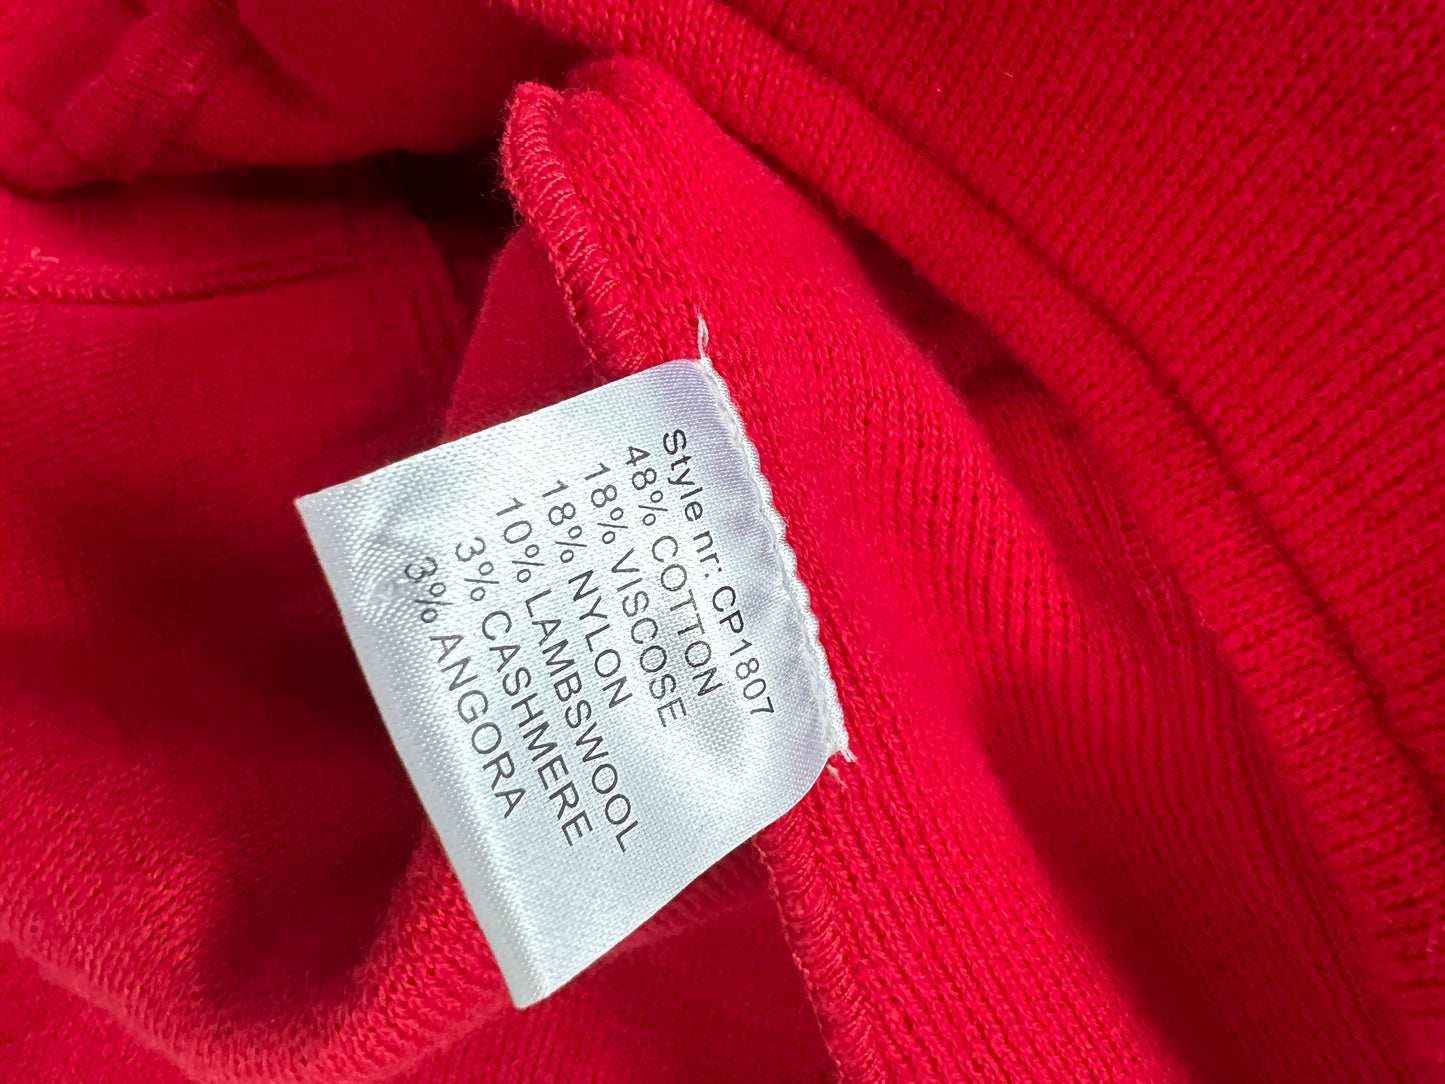 Style nr: CP1807
48% COTTON
18% VISCOSE
18% NYLON
10% LAMBSWOOL
3% CASHMERE
3% ANGORA